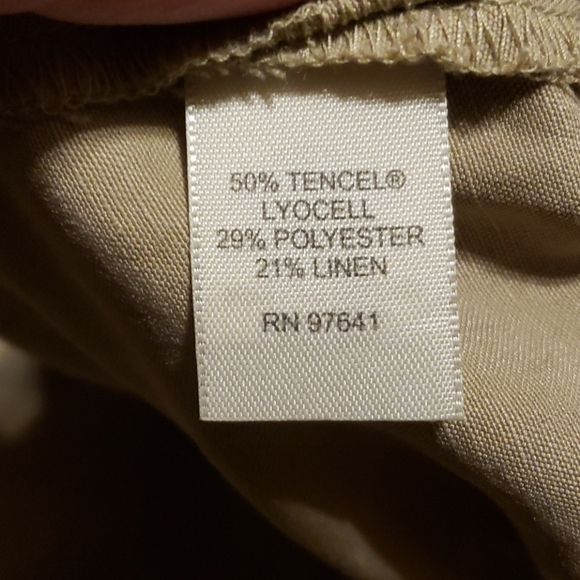 50% TENCEL®
LYOCELL
29% POLYESTER
21% LINEN
RN 97641